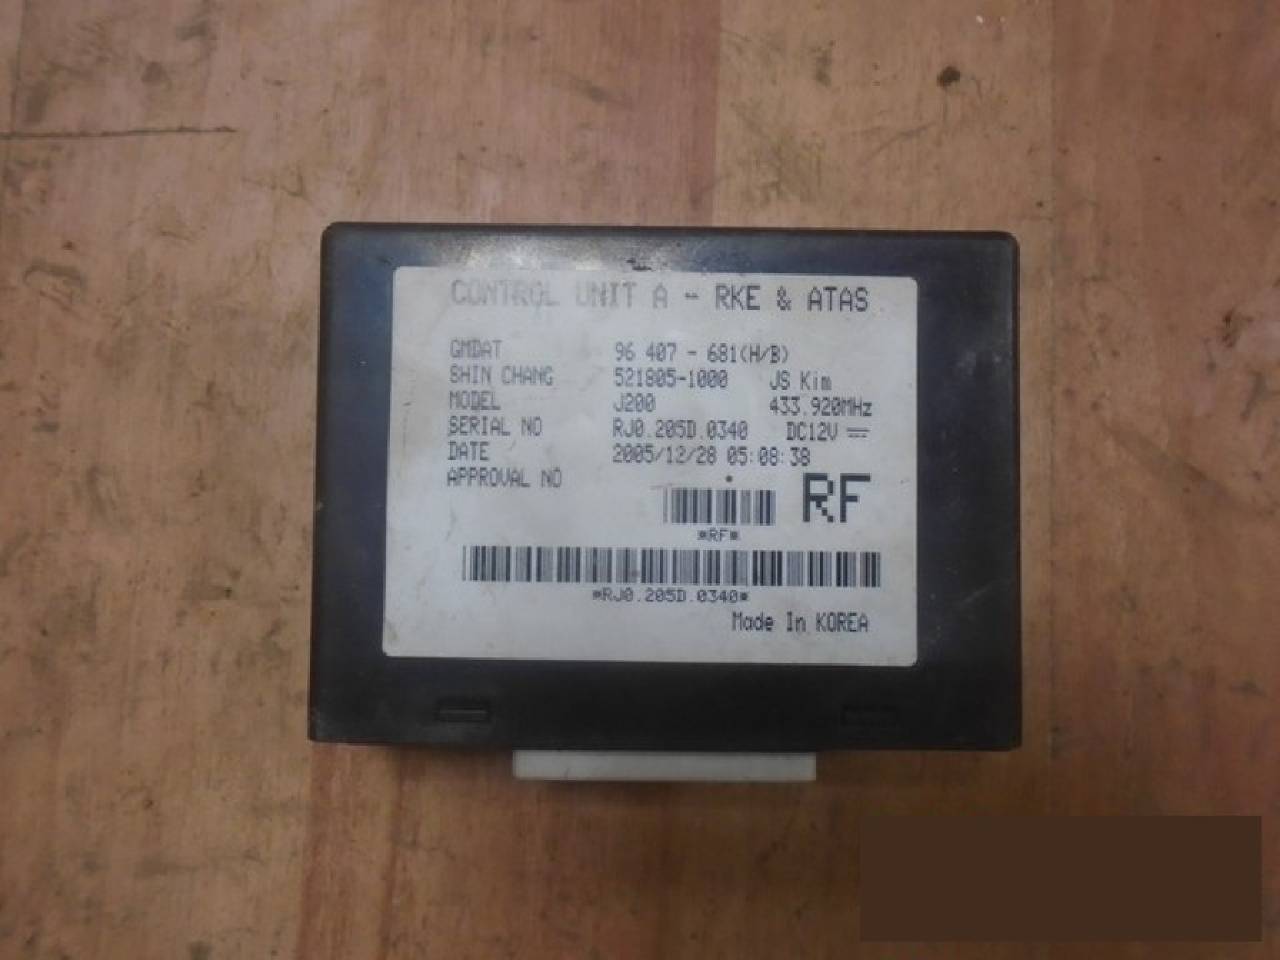 CONTROL UNIT A - RKE & ATAS
GMDAT 96 407 - 681(H/B)
SHIN CHANG 521805-1000 JS Kim
MODEL J200 433.920MHz
SERIAL NO RJ0.205D.0340 DC12V
DATE 2005/12/28 05:08:38
APPROVAL NO
RF
*RF*
*RJ0.205D.0340*
Made In KOREA